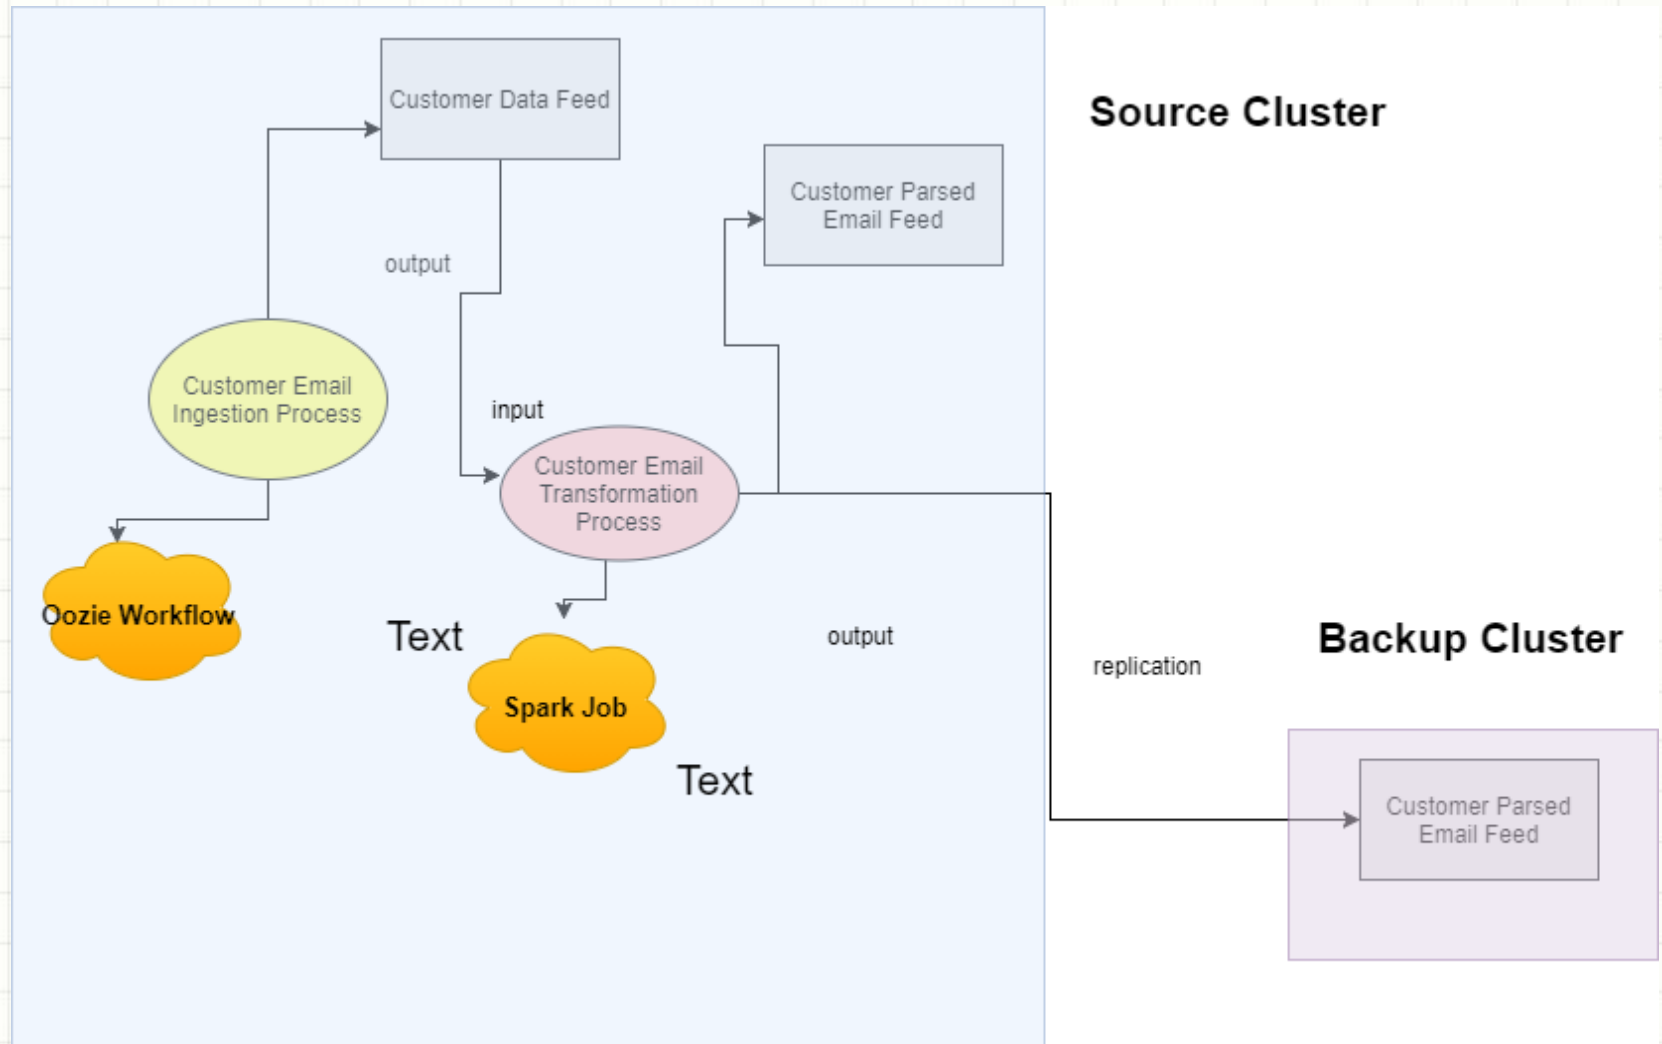 Customer Data Feed
Source Cluster
Customer Parsed
Email Feed
output
Customer Email
Ingestion Process
input
Customer Email
Transformation
Process
Oozie Workflow
Text
output
Backup Cluster
replication
Spark Job
Text
Customer Parsed
Email Feed